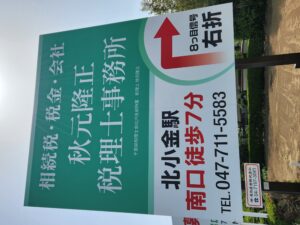 相続税・税金・会社
秋元隆正
税理士事務所
8つ目信号
右折
北小金駅
南口 徒歩7分
TEL.047-711-5583